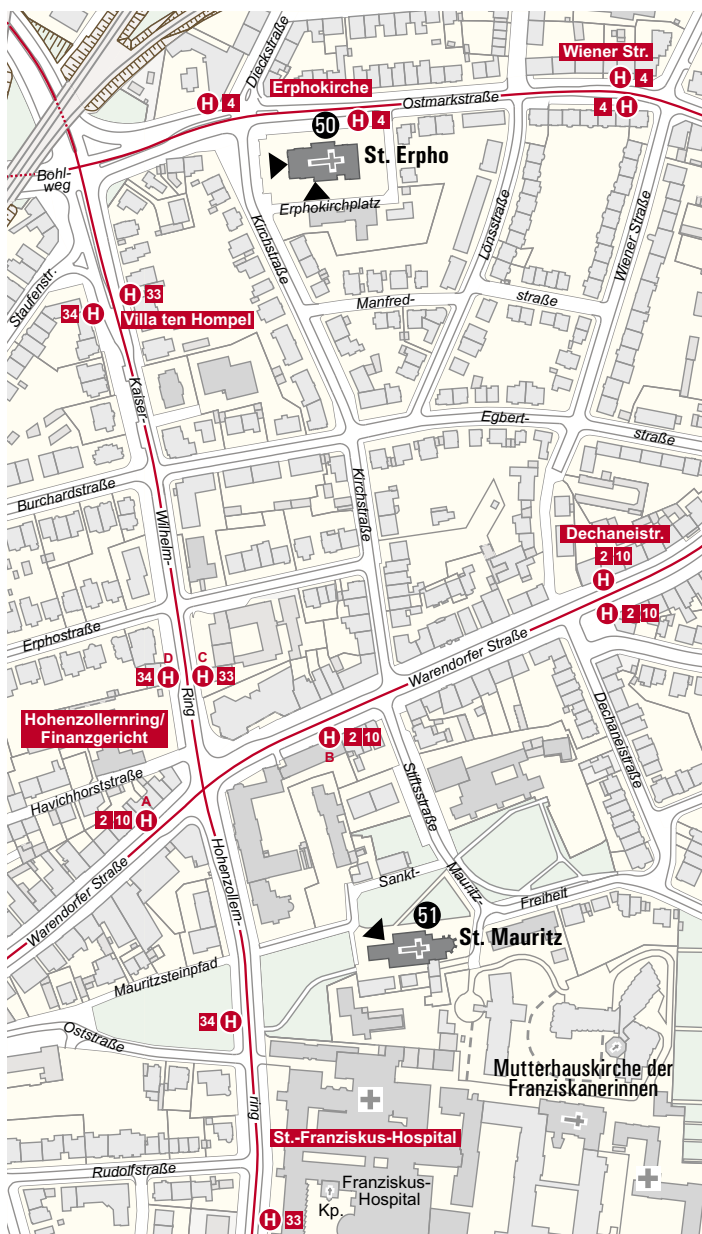 Dieckstraße
Wiener Str.
H 4
H 4
Erphokirche
Ostmarkstraße
4 H
50
H 4
St. Erpho
Bohl-
weg
Erphokirchplatz
Kirchstraße
Lönsstraße
Wiener Straße
Staufenstr.
H 33
34 H
Villa ten Hompel
Manfred-
straße
Kaiser-
Egbert-
straße
Burchardstraße
Kirchstraße
Wilhelm-
Dechaneistr.
2 10
H
H 2 10
Erphostraße
D
C
34 H
H 33
Warendorfer Straße
Ring
Hohenzollernring/
Finanzgericht
Dechaneistraße
H 2 10
B
Havichhorststraße
Stiftsstraße
A
2 10 H
Hohenzollern-
Sankt-
Mauritz-
Freiheit
Warendorfer Straße
51
St. Mauritz
Mauritzsteinpfad
34 H
Oststraße
Mutterhauskirche der
Franziskanerinnen
ring
St.-Franziskus-Hospital
Rudolfstraße
Franziskus-
Hospital
Kp.
H 33